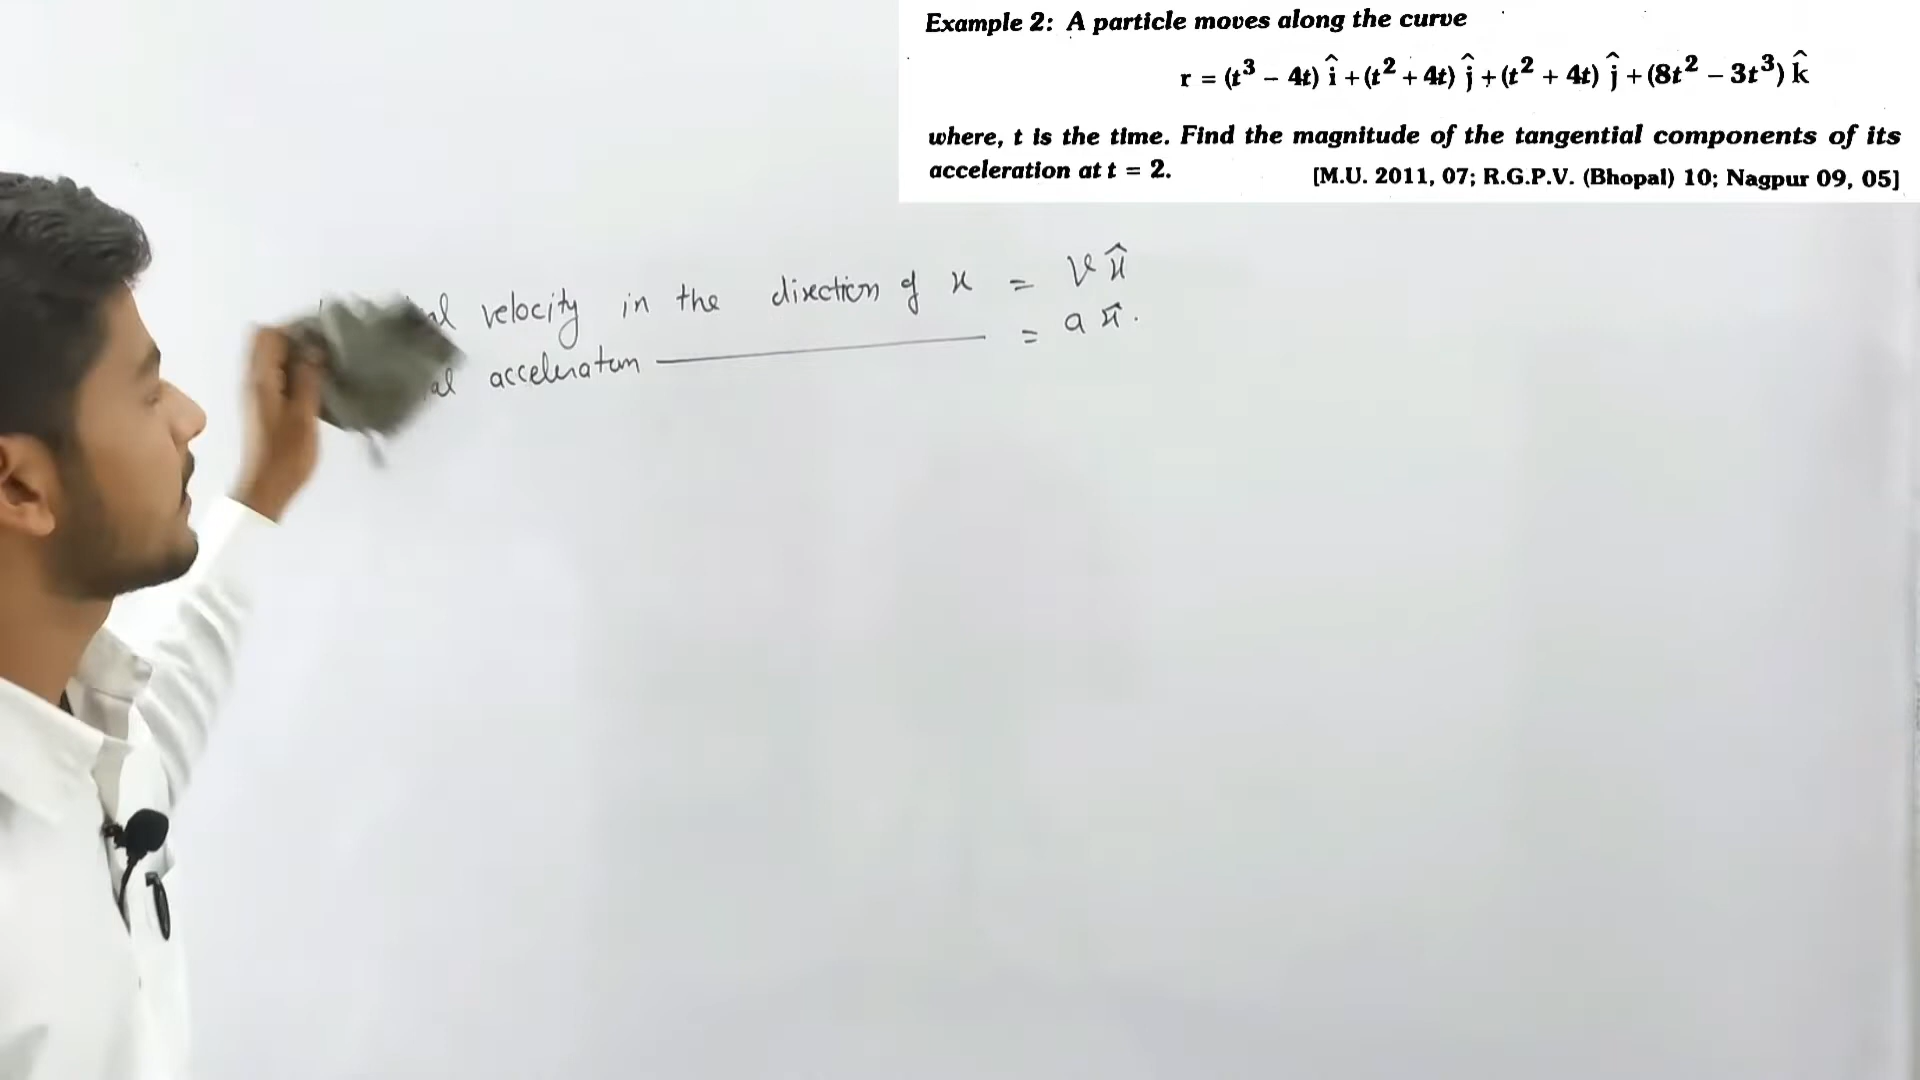 Example 2: A particle moves along the curve
r = (t³ – 4t) î + (t² + 4t) ĵ + (t² + 4t) ĵ + (8t² – 3t³) k̂
where, t is the time. Find the magnitude of the tangential components of its
acceleration at t = 2. [M.U. 2011, 07; R.G.P.V. (Bhopal) 10; Nagpur 09, 05]
velocity in the direction of = v
acceleration = a